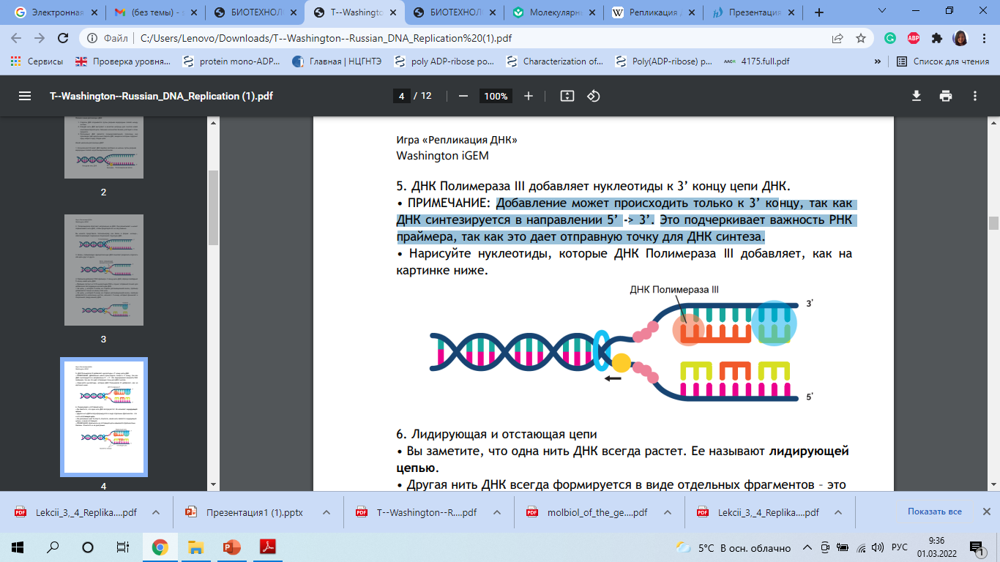 Электронная
(без темы) -
БИОТЕХНОЛ
T--Washingto
БИОТЕХНОЛ
Молекулярны
Репликация
Презентация
Файл
C:/Users/Lenovo/Downloads/T--Washington--Russian_DNA_Replication%20(1).pdf
Сервисы
Проверка уровня...
protein mono-ADP...
Главная | НЦГНТЭ
poly ADP-ribose po...
Characterization of...
Poly(ADP-ribose) p...
4175.full.pdf
»
Список для чтения
T--Washington--Russian_DNA_Replication (1).pdf
4 / 12
100%
2
3
4
Игра «Репликация ДНК»
Washington iGEM
5. ДНК Полимераза III добавляет нуклеотиды к 3’ концу цепи ДНК.
• ПРИМЕЧАНИЕ: Добавление может происходить только к 3’ концу, так как
ДНК синтезируется в направлении 5’ -> 3’. Это подчеркивает важность РНК
праймера, так как это дает отправную точку для ДНК синтеза.
• Нарисуйте нуклеотиды, которые ДНК Полимераза III добавляет, как на
картинке ниже.
ДНК Полимераза III
3'
5'
6. Лидирующая и отстающая цепи
• Вы заметите, что одна нить ДНК всегда растет. Ее называют лидирующей
цепью.
• Другая нить ДНК всегда формируется в виде отдельных фрагментов – это
Lekcii_3,_4_Replika....pdf
Презентация1 (1).pptx
T--Washington--R....pdf
molbiol_of_the_ge....pdf
Lekcii_3,_4_Replika....pdf
Показать все
5°C В осн. облачно
РУС
9:36
01.03.2022
1